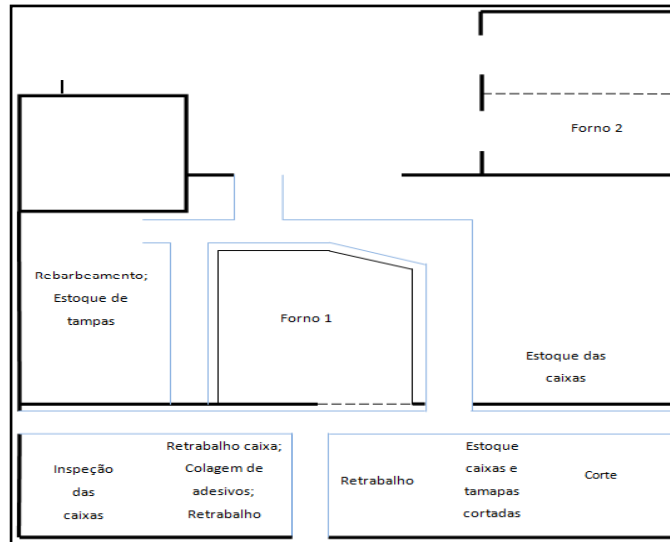 Forno 2
Rebarbeamento;
Estoque de
tampas
Forno 1
Estoque das
caixas
Inspeção
das
caixas
Retrabalho caixa;
Colagem de
adesivos;
Retrabalho
Retrabalho
Estoque
caixas e
tamapas
cortadas
Corte